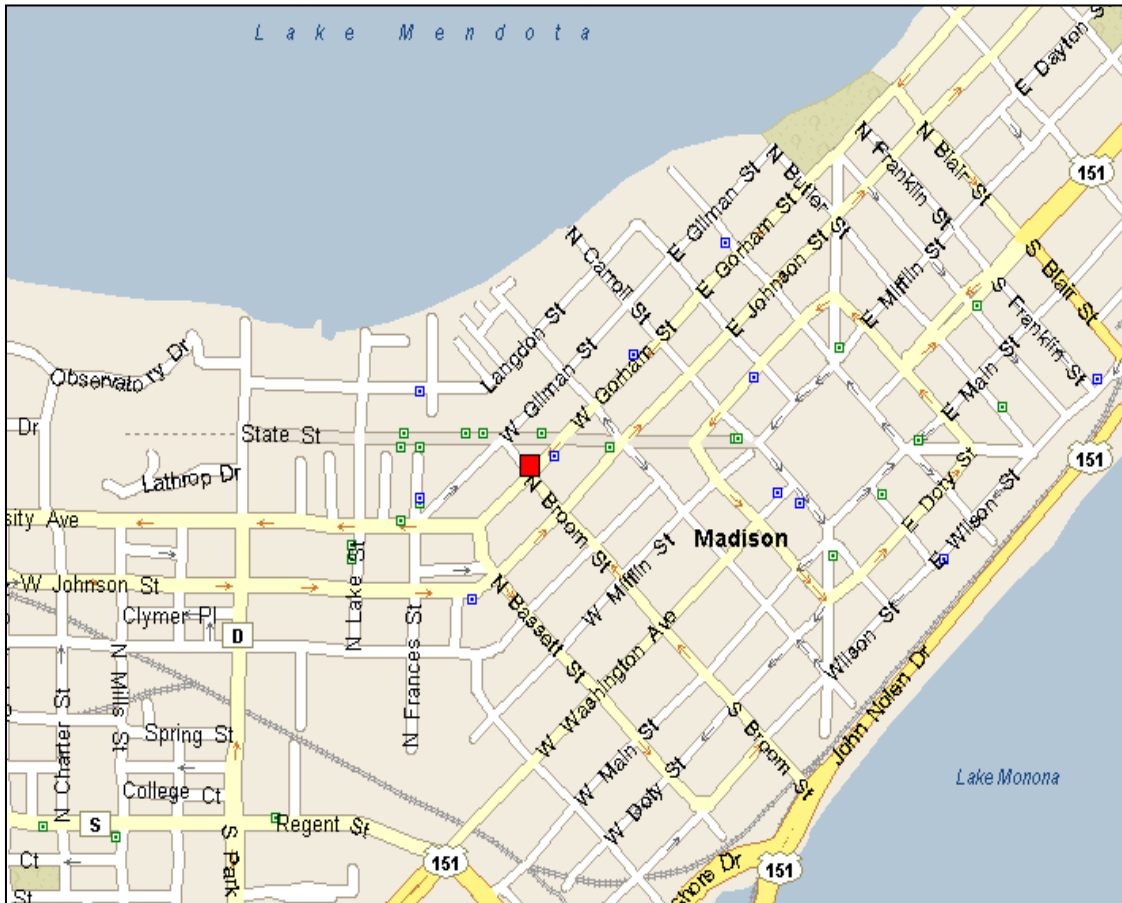 Lake Mendota
E Dayton S
N Blair St
N Franklin St
N Butler St
151
E Gilman St
E Gorham St
E Johnson St
N Carroll St
E Mifflin St
S Blair St
S Franklin St
Langdon St
W Gilman St
W Gorham St
Observatory Dr
E Main St
Dr
State St
151
Lathrop Dr
E Doty St
sity Ave
N Broom St
Madison
E Wilson St
W Johnson St
N Lake St
W Mifflin St
N Bassett St
Clymer Pl
D
N Frances St
W Washington Ave
Wilson St
N Mills St
N Charter St
John Nolen Dr
Spring St
S Broom St
W Main St
Lake Monona
College Ct
W Doty St
S
Regent St
S Park
Ct
151
151
Shore Dr
St